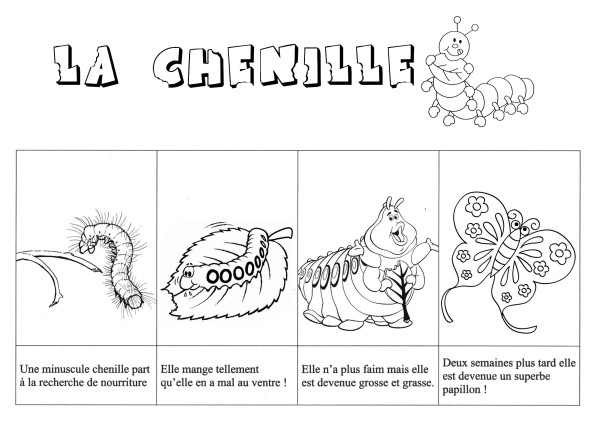 LA CHENILLE
Une minuscule chenille part
à la recherche de nourriture
Elle mange tellement
qu'elle en a mal au ventre !
Elle n'a plus faim mais elle
est devenue grosse et grasse.
Deux semaines plus tard elle
est devenue un superbe
papillon !